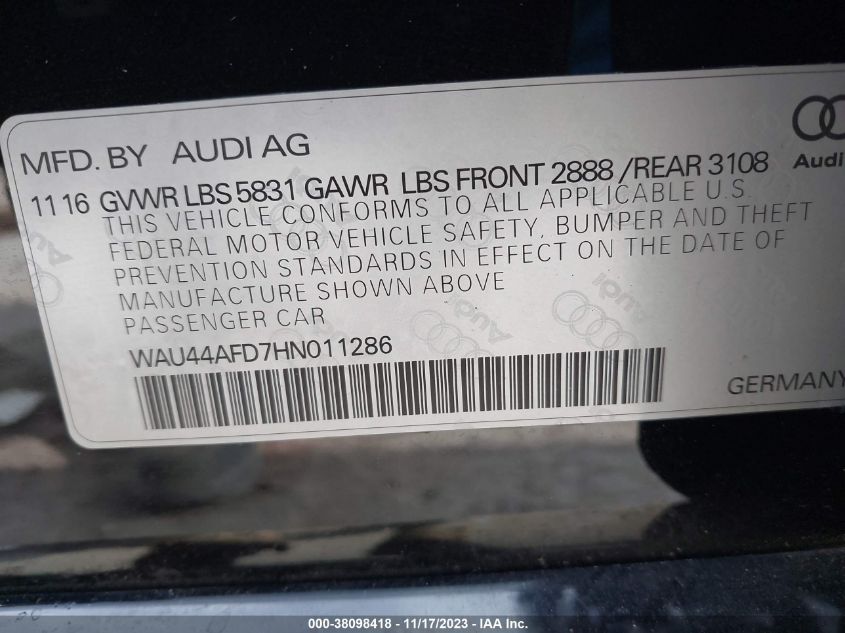 MFD. BY AUDI AG
Audi
11 16 GVWR LBS 5831 GAWR LBS FRONT 2888 /REAR 3108
THIS VEHICLE CONFORMS TO ALL APPLICABLE U.S.
FEDERAL MOTOR VEHICLE SAFETY, BUMPER AND THEFT
PREVENTION STANDARDS IN EFFECT ON THE DATE OF
MANUFACTURE SHOWN ABOVE
PASSENGER CAR
WAU44AFD7HN011286
GERMANY
000-38098418 - 11/17/2023 - IAA Inc.